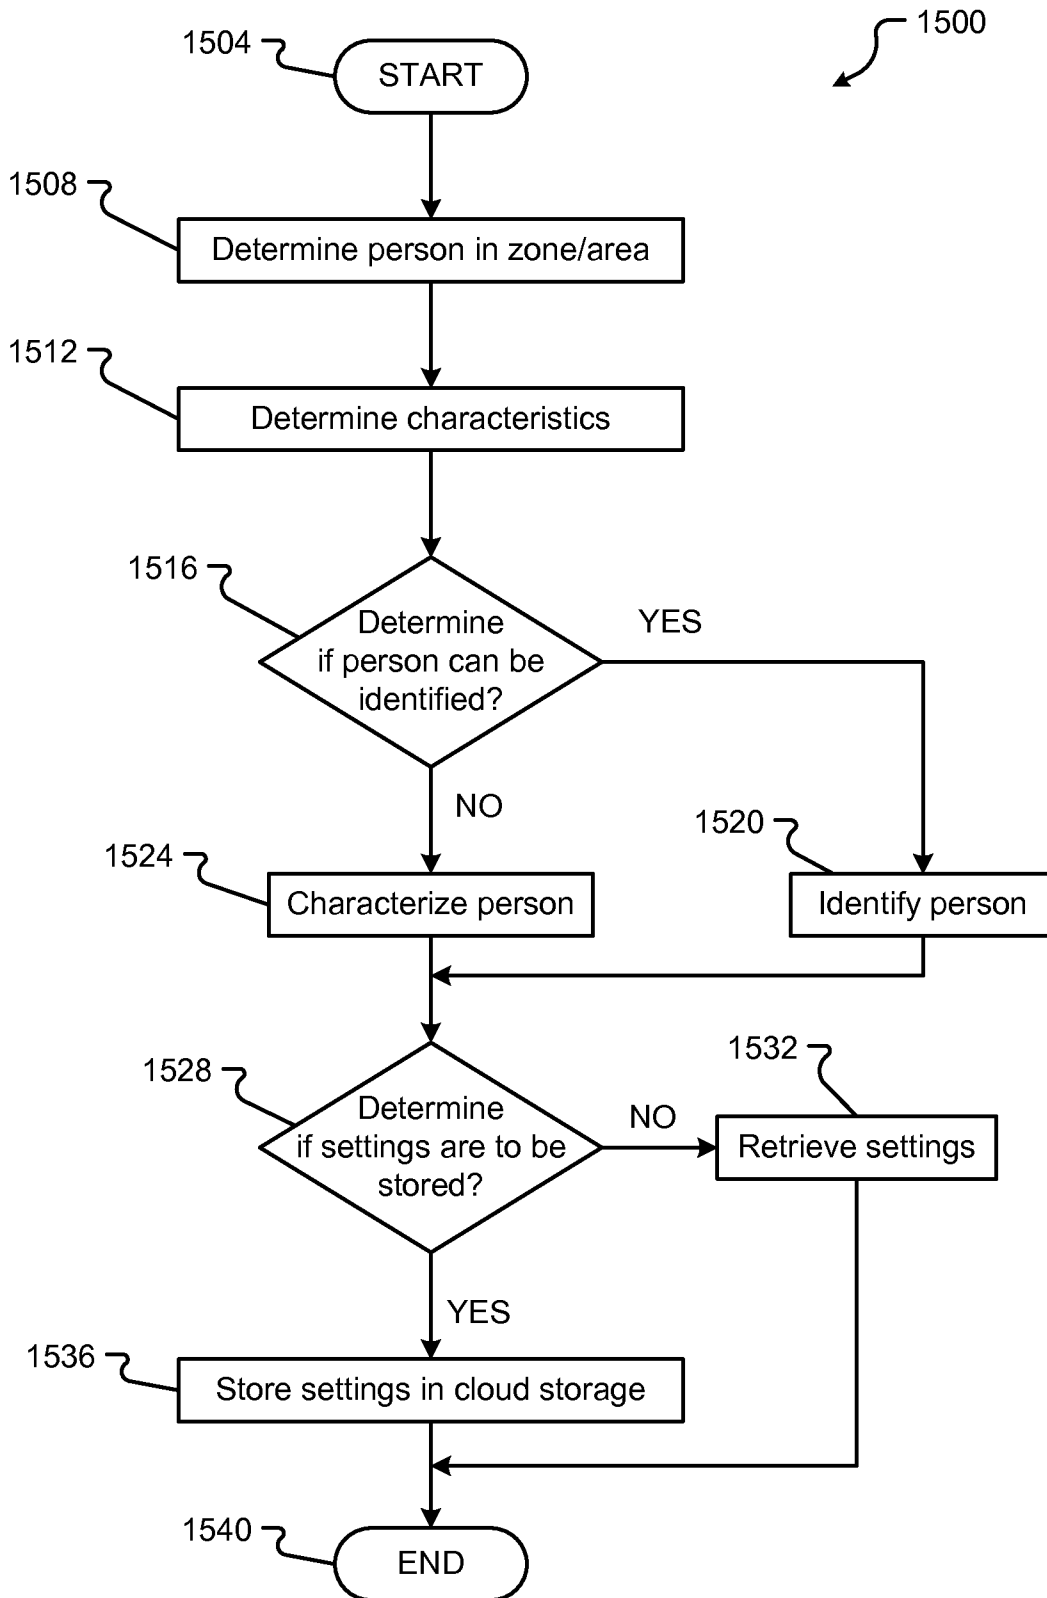 1500
1504
START
1508
Determine person in zone/area
1512
Determine characteristics
1516
Determine
if person can be
identified?
YES
NO
1520
1524
Characterize person
Identify person
1528
Determine
if settings are to be
stored?
NO
1532
Retrieve settings
YES
1536
Store settings in cloud storage
1540
END